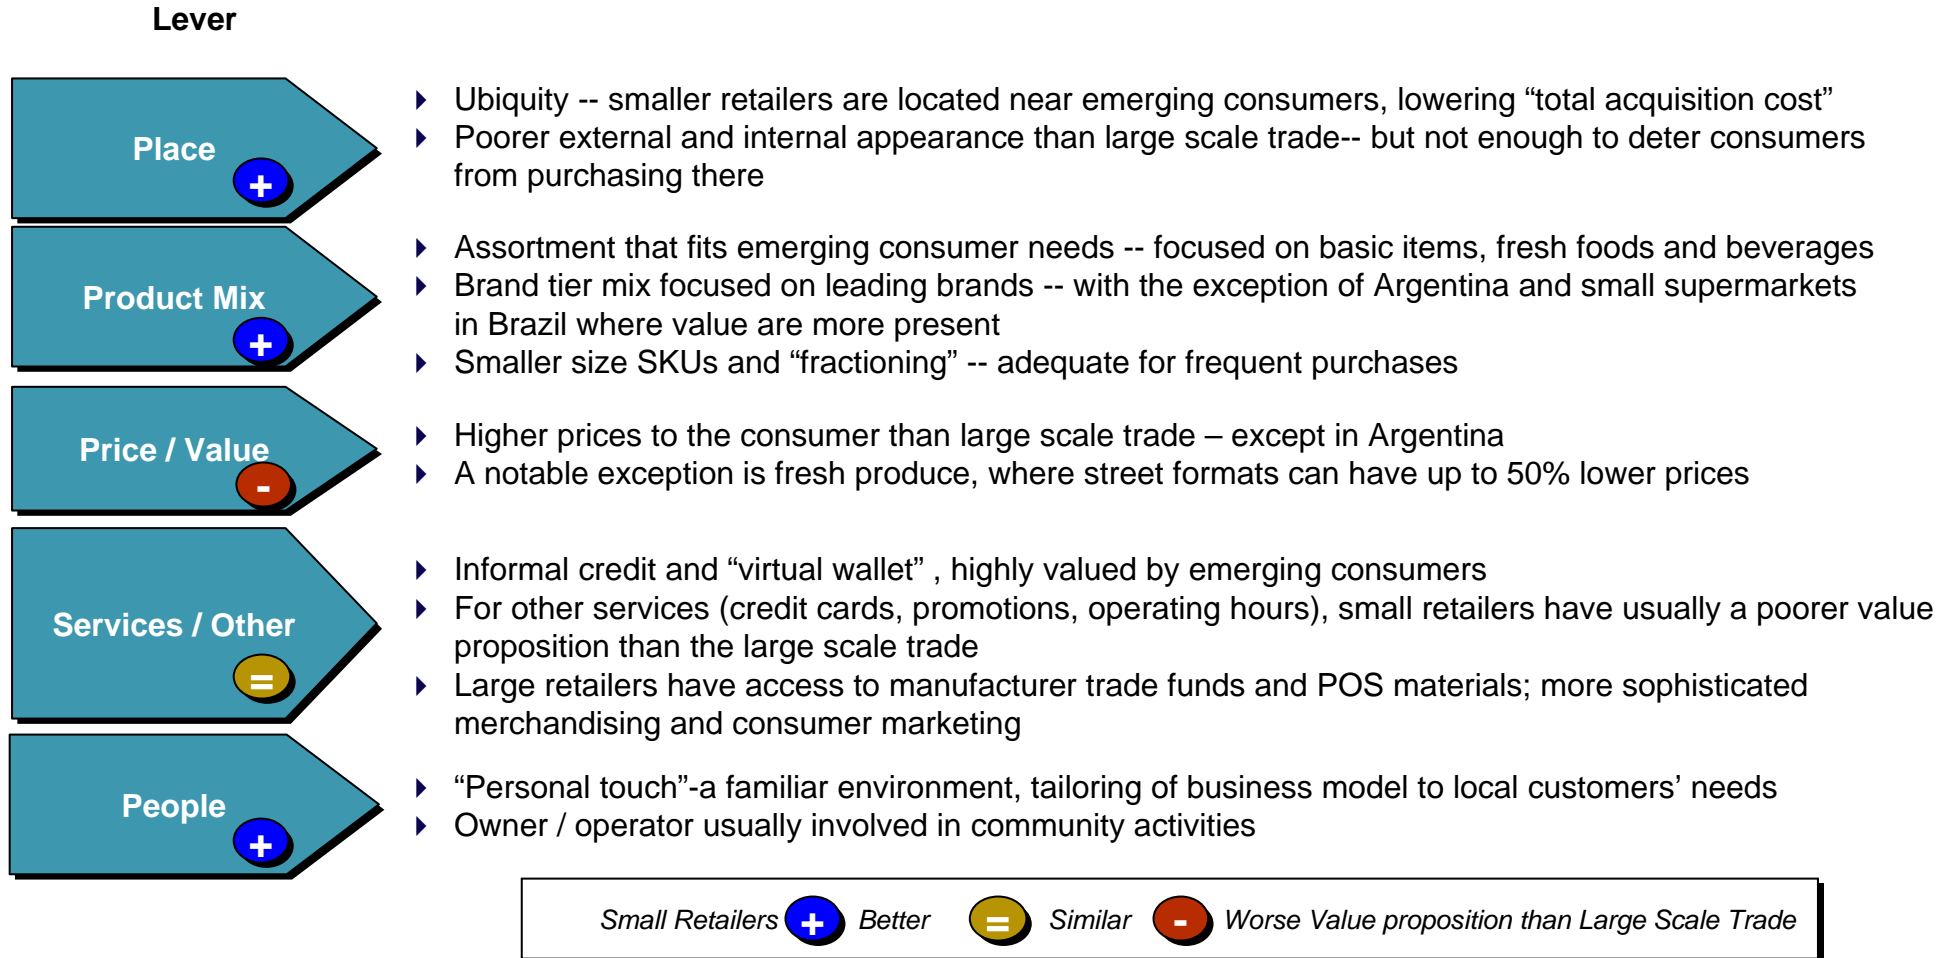 Lever
Place
+
Ubiquity -- smaller retailers are located near emerging consumers, lowering “total acquisition cost”
Poorer external and internal appearance than large scale trade-- but not enough to deter consumers
from purchasing there
Product Mix
+
Assortment that fits emerging consumer needs -- focused on basic items, fresh foods and beverages
Brand tier mix focused on leading brands -- with the exception of Argentina and small supermarkets
in Brazil where value are more present
Smaller size SKUs and “fractioning” -- adequate for frequent purchases
Price / Value
-
Higher prices to the consumer than large scale trade – except in Argentina
A notable exception is fresh produce, where street formats can have up to 50% lower prices
Services / Other
=
Informal credit and “virtual wallet” , highly valued by emerging consumers
For other services (credit cards, promotions, operating hours), small retailers have usually a poorer value
proposition than the large scale trade
Large retailers have access to manufacturer trade funds and POS materials; more sophisticated
merchandising and consumer marketing
People
+
“Personal touch”-a familiar environment, tailoring of business model to local customers’ needs
Owner / operator usually involved in community activities
Small Retailers + Better = Similar - Worse Value proposition than Large Scale Trade